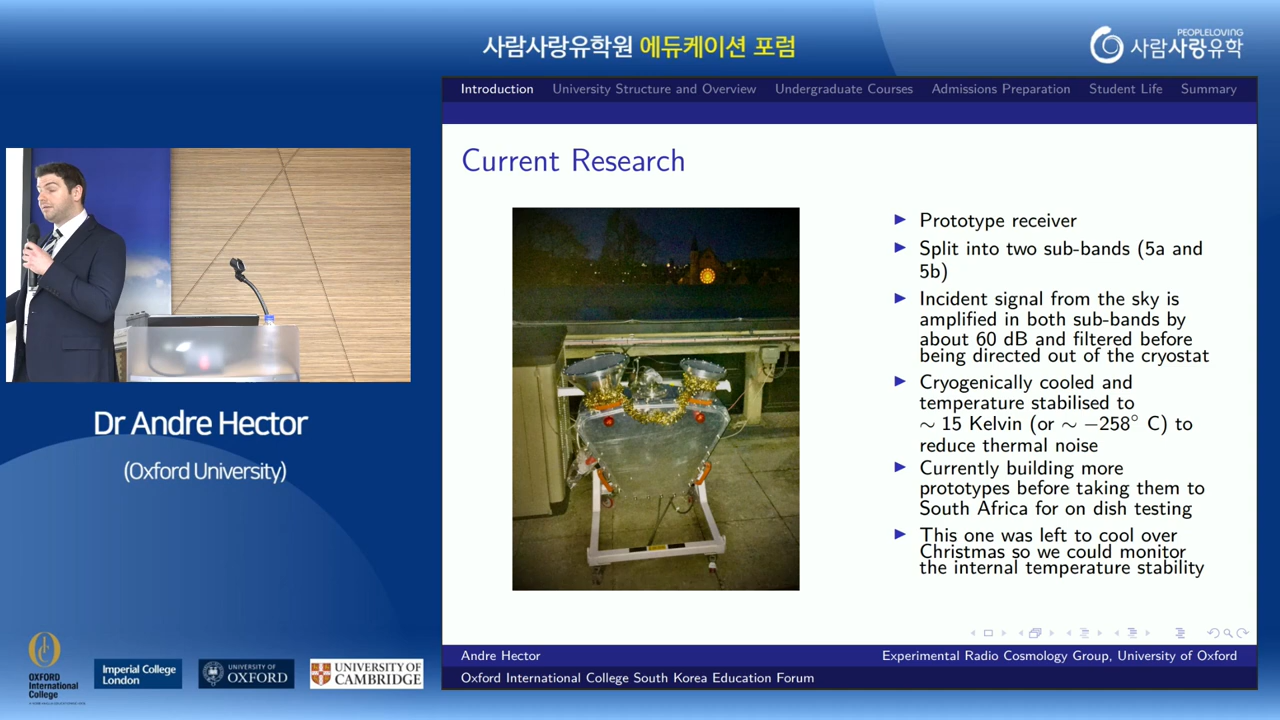 사람사랑유학원 에듀케이션 포럼
PEOPLELOVING
사람사랑유학
Introduction University Structure and Overview Undergraduate Courses Admissions Preparation Student Life Summary
Current Research
Prototype receiver
Split into two sub-bands (5a and
5b)
Incident signal from the sky is
amplified in both sub-bands by
about 60 dB and filtered before
being directed out of the cryostat
Cryogenically cooled and
temperature stabilised to
∼ 15 Kelvin (or ∼ −258° C) to
reduce thermal noise
Currently building more
prototypes before taking them to
South Africa for on dish testing
This one was left to cool over
Christmas so we could monitor
the internal temperature stability
Dr Andre Hector
(Oxford University)
OXFORD
International
College
Imperial College
London
UNIVERSITY OF
OXFORD
UNIVERSITY OF
CAMBRIDGE
Andre Hector
Experimental Radio Cosmology Group, University of Oxford
Oxford International College South Korea Education Forum